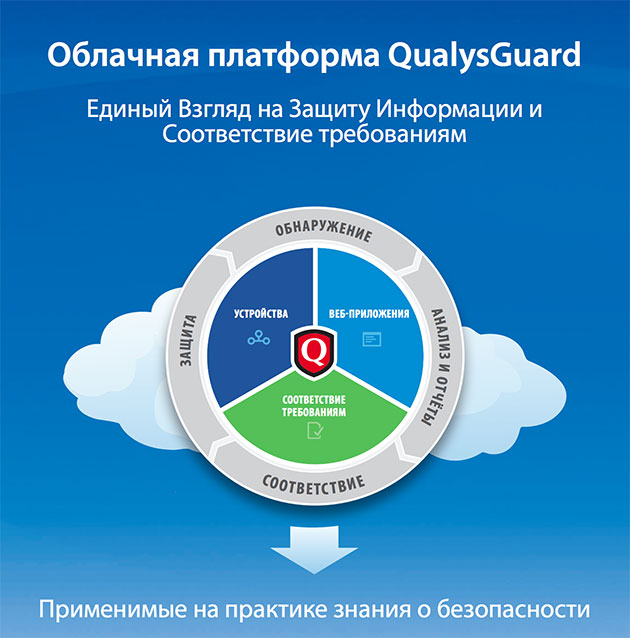 Облачная платформа QualysGuard
Единый Взгляд на Защиту Информации и
Соответствие требованиям
ОБНАРУЖЕНИЕ
ЗАЩИТА
УСТРОЙСТВА
ВЕБ-ПРИЛОЖЕНИЯ
АНАЛИЗ И ОТЧЁТЫ
Q
СООТВЕТСТВИЕ
ТРЕБОВАНИЯМ
СООТВЕТСТВИЕ
Применимые на практике знания о безопасности